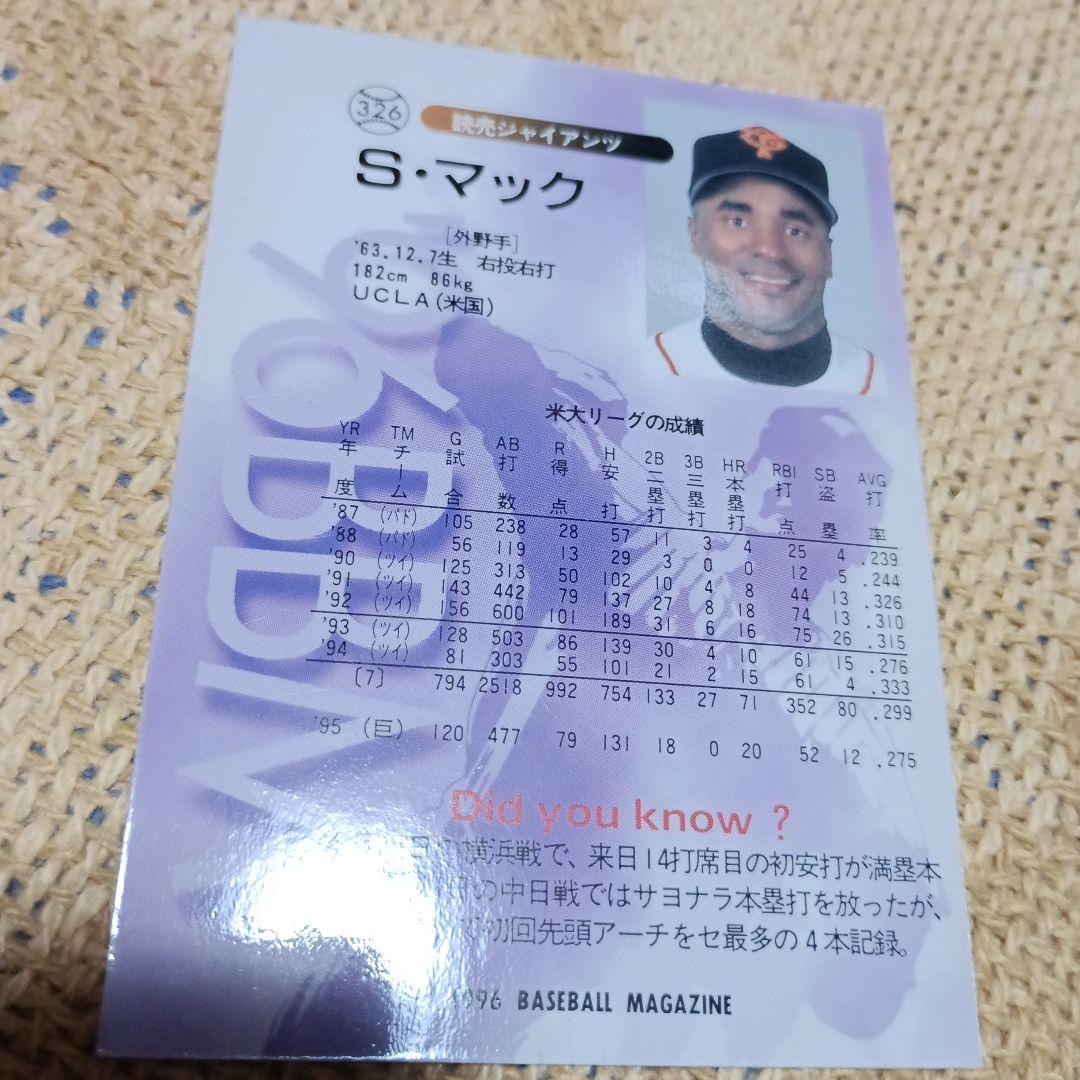 326
読売ジャイアンツ
S・マック
[外野手]
'63.12.7生 右投右打
182cm 86kg
UCLA(米国)
'96BBM
米大リーグの成績
YR TM G AB R H 2B 3B HR RBI SB AVG
年度 チーム 試合 打数 得点 安打 二塁打 三塁打 本塁打 打点 盗塁 打率
'87 (パド) 105 238 28 57 11 3 4 25 4 .239
'88 (パド) 56 119 13 29 3 0 0 12 5 .244
'90 (ツイ) 125 313 50 102 10 4 8 44 13 .326
'91 (ツイ) 143 442 79 137 27 8 18 74 13 .310
'92 (ツイ) 156 600 101 189 31 6 16 75 26 .315
'93 (ツイ) 128 503 86 139 30 4 10 61 15 .276
'94 (ツイ) 81 303 55 101 21 2 15 61 4 .333
[7] 794 2518 992 754 133 27 71 352 80 .299
'95 (巨) 120 477 79 131 18 0 20 52 12 .275
Did you know ?
横浜戦で、来日14打席目の初安打が満塁本
の中日戦ではサヨナラ本塁打を放ったが、
初回先頭アーチをセ最多の4本記録。
1996 BASEBALL MAGAZINE